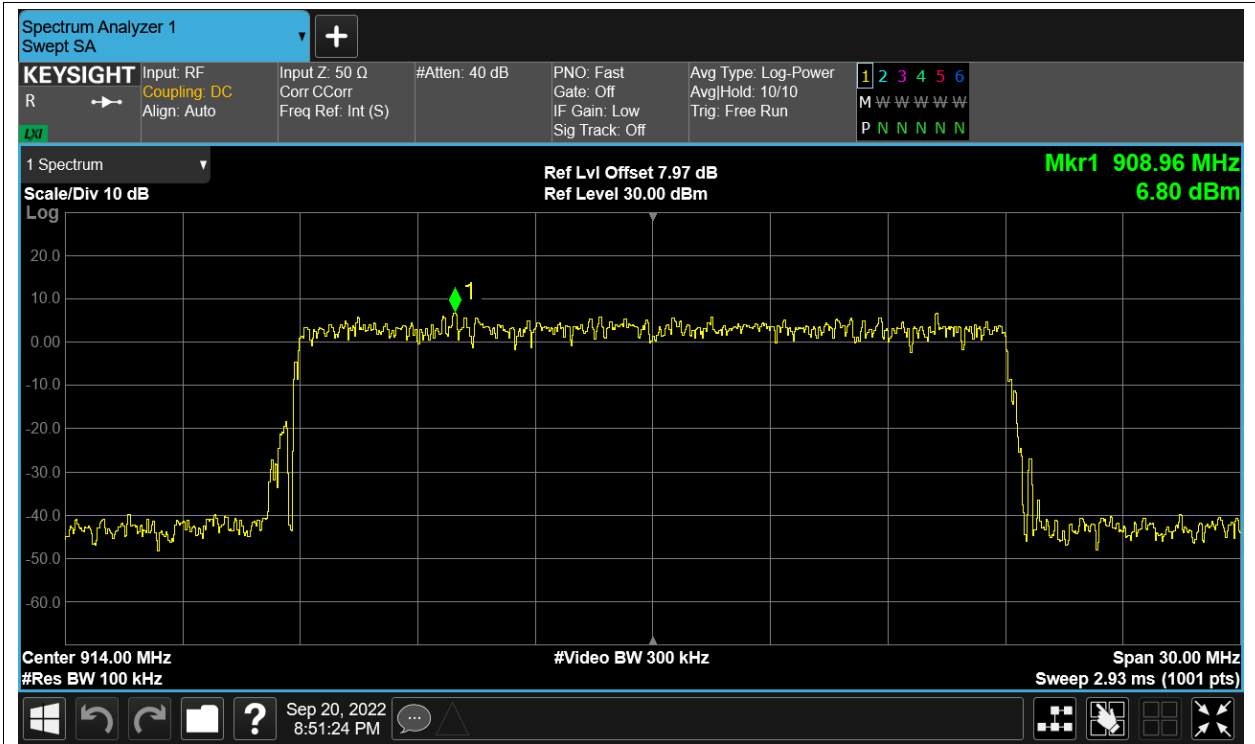 Spectrum Analyzer 1
Swept SA
KEYSIGHT
R
LXI
Input: RF
Coupling: DC
Align: Auto
Input Z: 50 Ω
Corr CCorr
Freq Ref: Int (S)
#Atten: 40 dB
PNO: Fast
Gate: Off
IF Gain: Low
Sig Track: Off
Avg Type: Log-Power
Avg|Hold: 10/10
Trig: Free Run
1 2 3 4 5 6
M W W W W W
P N N N N N
1 Spectrum
Scale/Div 10 dB
Log
Ref Lvl Offset 7.97 dB
Ref Level 30.00 dBm
Mkr1 908.96 MHz
6.80 dBm
20.0
10.0
1
0.00
-10.0
-20.0
-30.0
-40.0
-50.0
-60.0
Center 914.00 MHz
#Video BW 300 kHz
Span 30.00 MHz
#Res BW 100 kHz
Sweep 2.93 ms (1001 pts)
?
Sep 20, 2022
8:51:24 PM